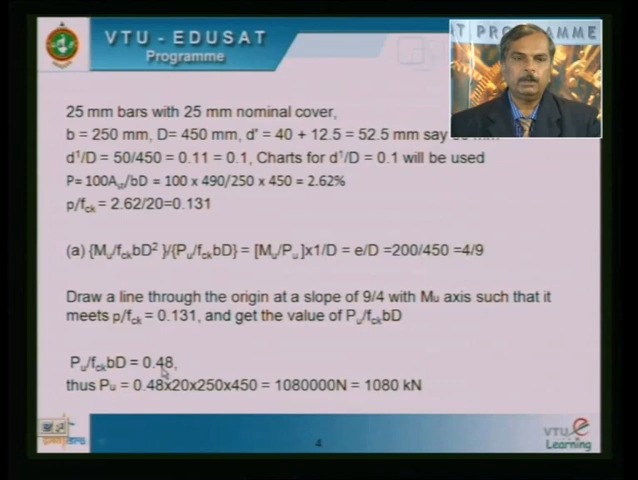 VTU - EDUSAT
Programme
T PROGRAMME
25 mm bars with 25 mm nominal cover,
b = 250 mm, D= 450 mm, d' = 40 + 12.5 = 52.5 mm say
d¹/D = 50/450 = 0.11 = 0.1, Charts for d¹/D = 0.1 will be used
P= 100Aₛₜ/bD = 100 x 490/250 x 450 = 2.62%
p/fck = 2.62/20=0.131
(a) {Mu/fckbD² }/{Pu/fckbD} = [Mu/Pu ]x1/D = e/D =200/450 =4/9
Draw a line through the origin at a slope of 9/4 with Mu axis such that it
meets p/fck = 0.131, and get the value of Pu/fckbD
Pu/fckbD = 0.48,
thus Pu = 0.48x20x250x450 = 1080000N = 1080 kN
4
VTU e
Learning